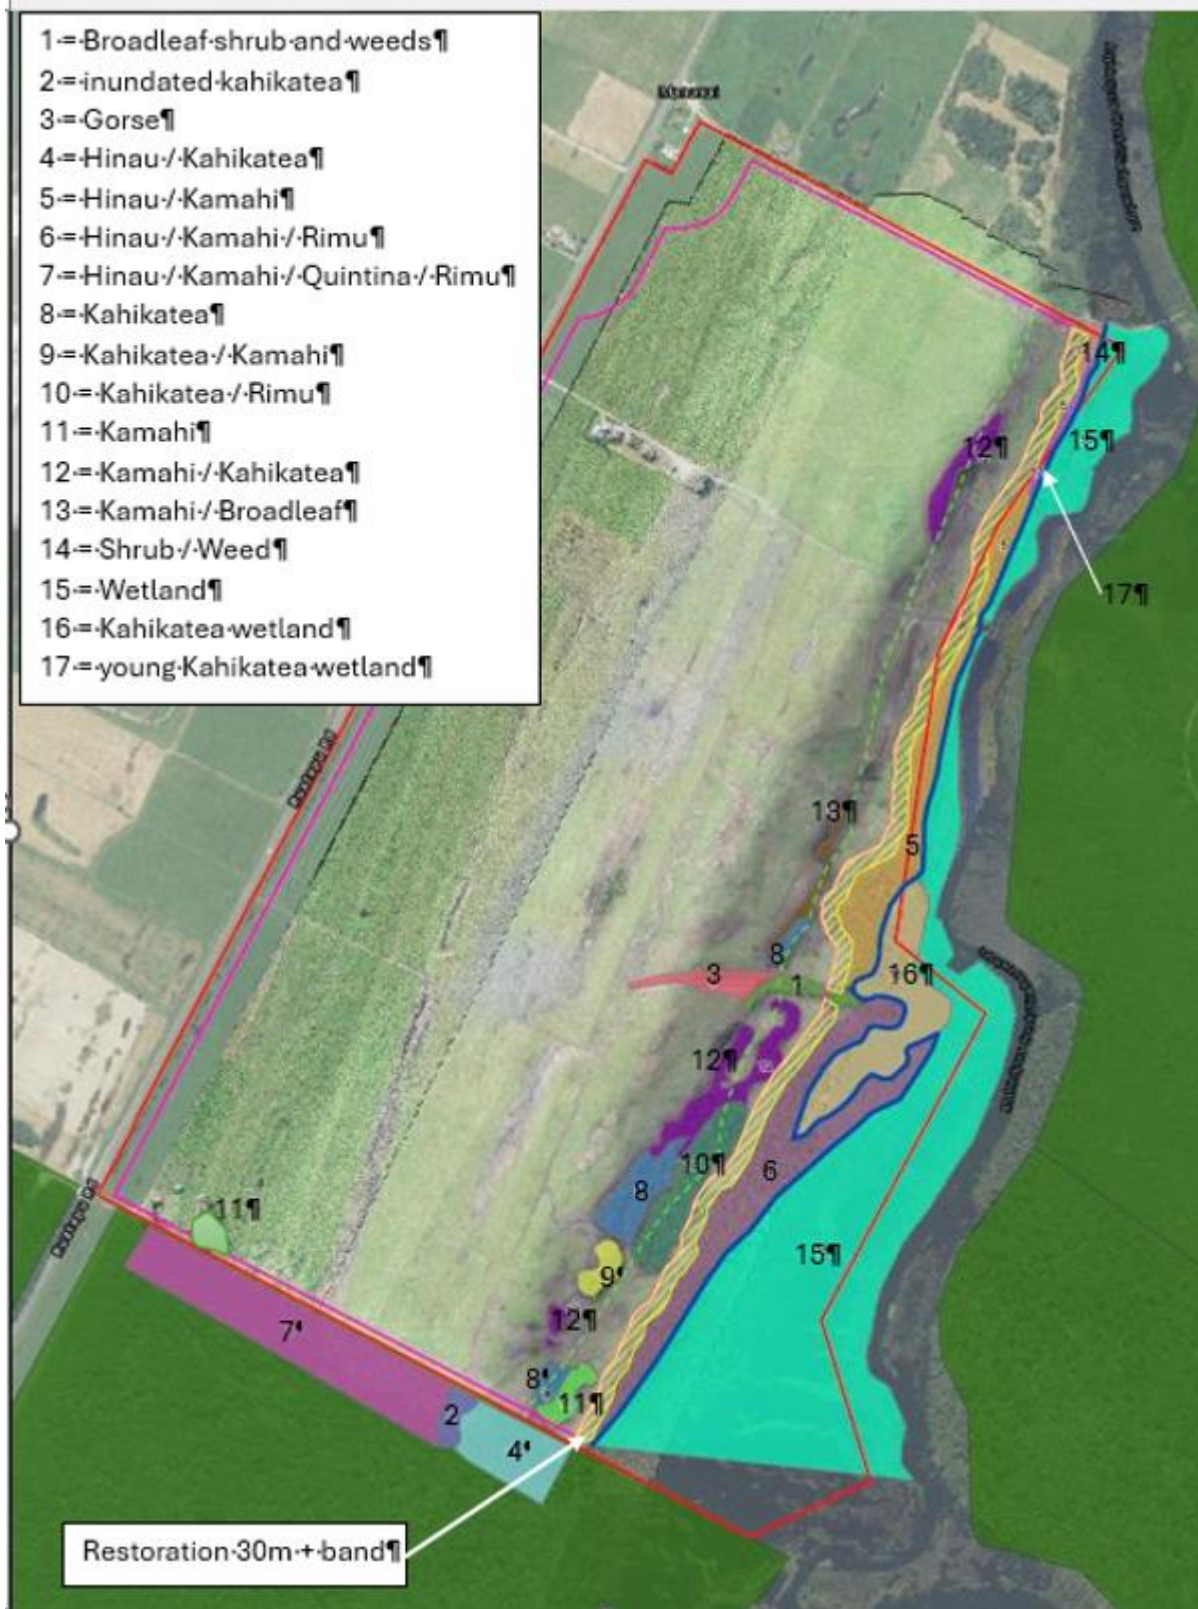 1·=·Broadleaf·shrub·and·weeds¶
2·=·inundated·kahikatea¶
3·=·Gorse¶
4·=·Hinau·/·Kahikatea¶
5·=·Hinau·/·Kamahi¶
6·=·Hinau·/·Kamahi·/·Rimu¶
7·=·Hinau·/·Kamahi·/·Quintina·/·Rimu¶
8·=·Kahikatea¶
9·=·Kahikatea·/·Kamahi¶
10·=·Kahikatea·/·Rimu¶
11·=·Kamahi¶
12·=·Kamahi·/·Kahikatea¶
13·=·Kamahi·/·Broadleaf¶
14·=·Shrub·/·Weed¶
15·=·Wetland¶
16·=·Kahikatea·wetland¶
17·=·young·Kahikatea·wetland¶
14¶
15¶
12¶
5
5
17¶
13¶
5
8
3
1
16¶
12¶
10¶
6
8
11¶
15¶
9
12¶
7
8
11¶
2
4
Restoration·30m·+·band¶